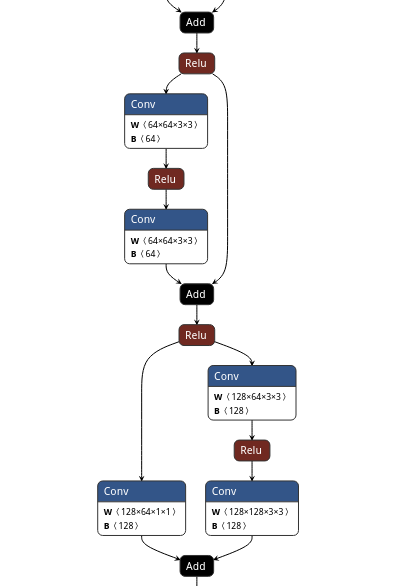 Add
Relu
Conv
W ⟨64×64×3×3⟩
B ⟨64⟩
Relu
Conv
W ⟨64×64×3×3⟩
B ⟨64⟩
Add
Relu
Conv
W ⟨128×64×3×3⟩
B ⟨128⟩
Relu
Conv
W ⟨128×64×1×1⟩
B ⟨128⟩
Conv
W ⟨128×128×3×3⟩
B ⟨128⟩
Add